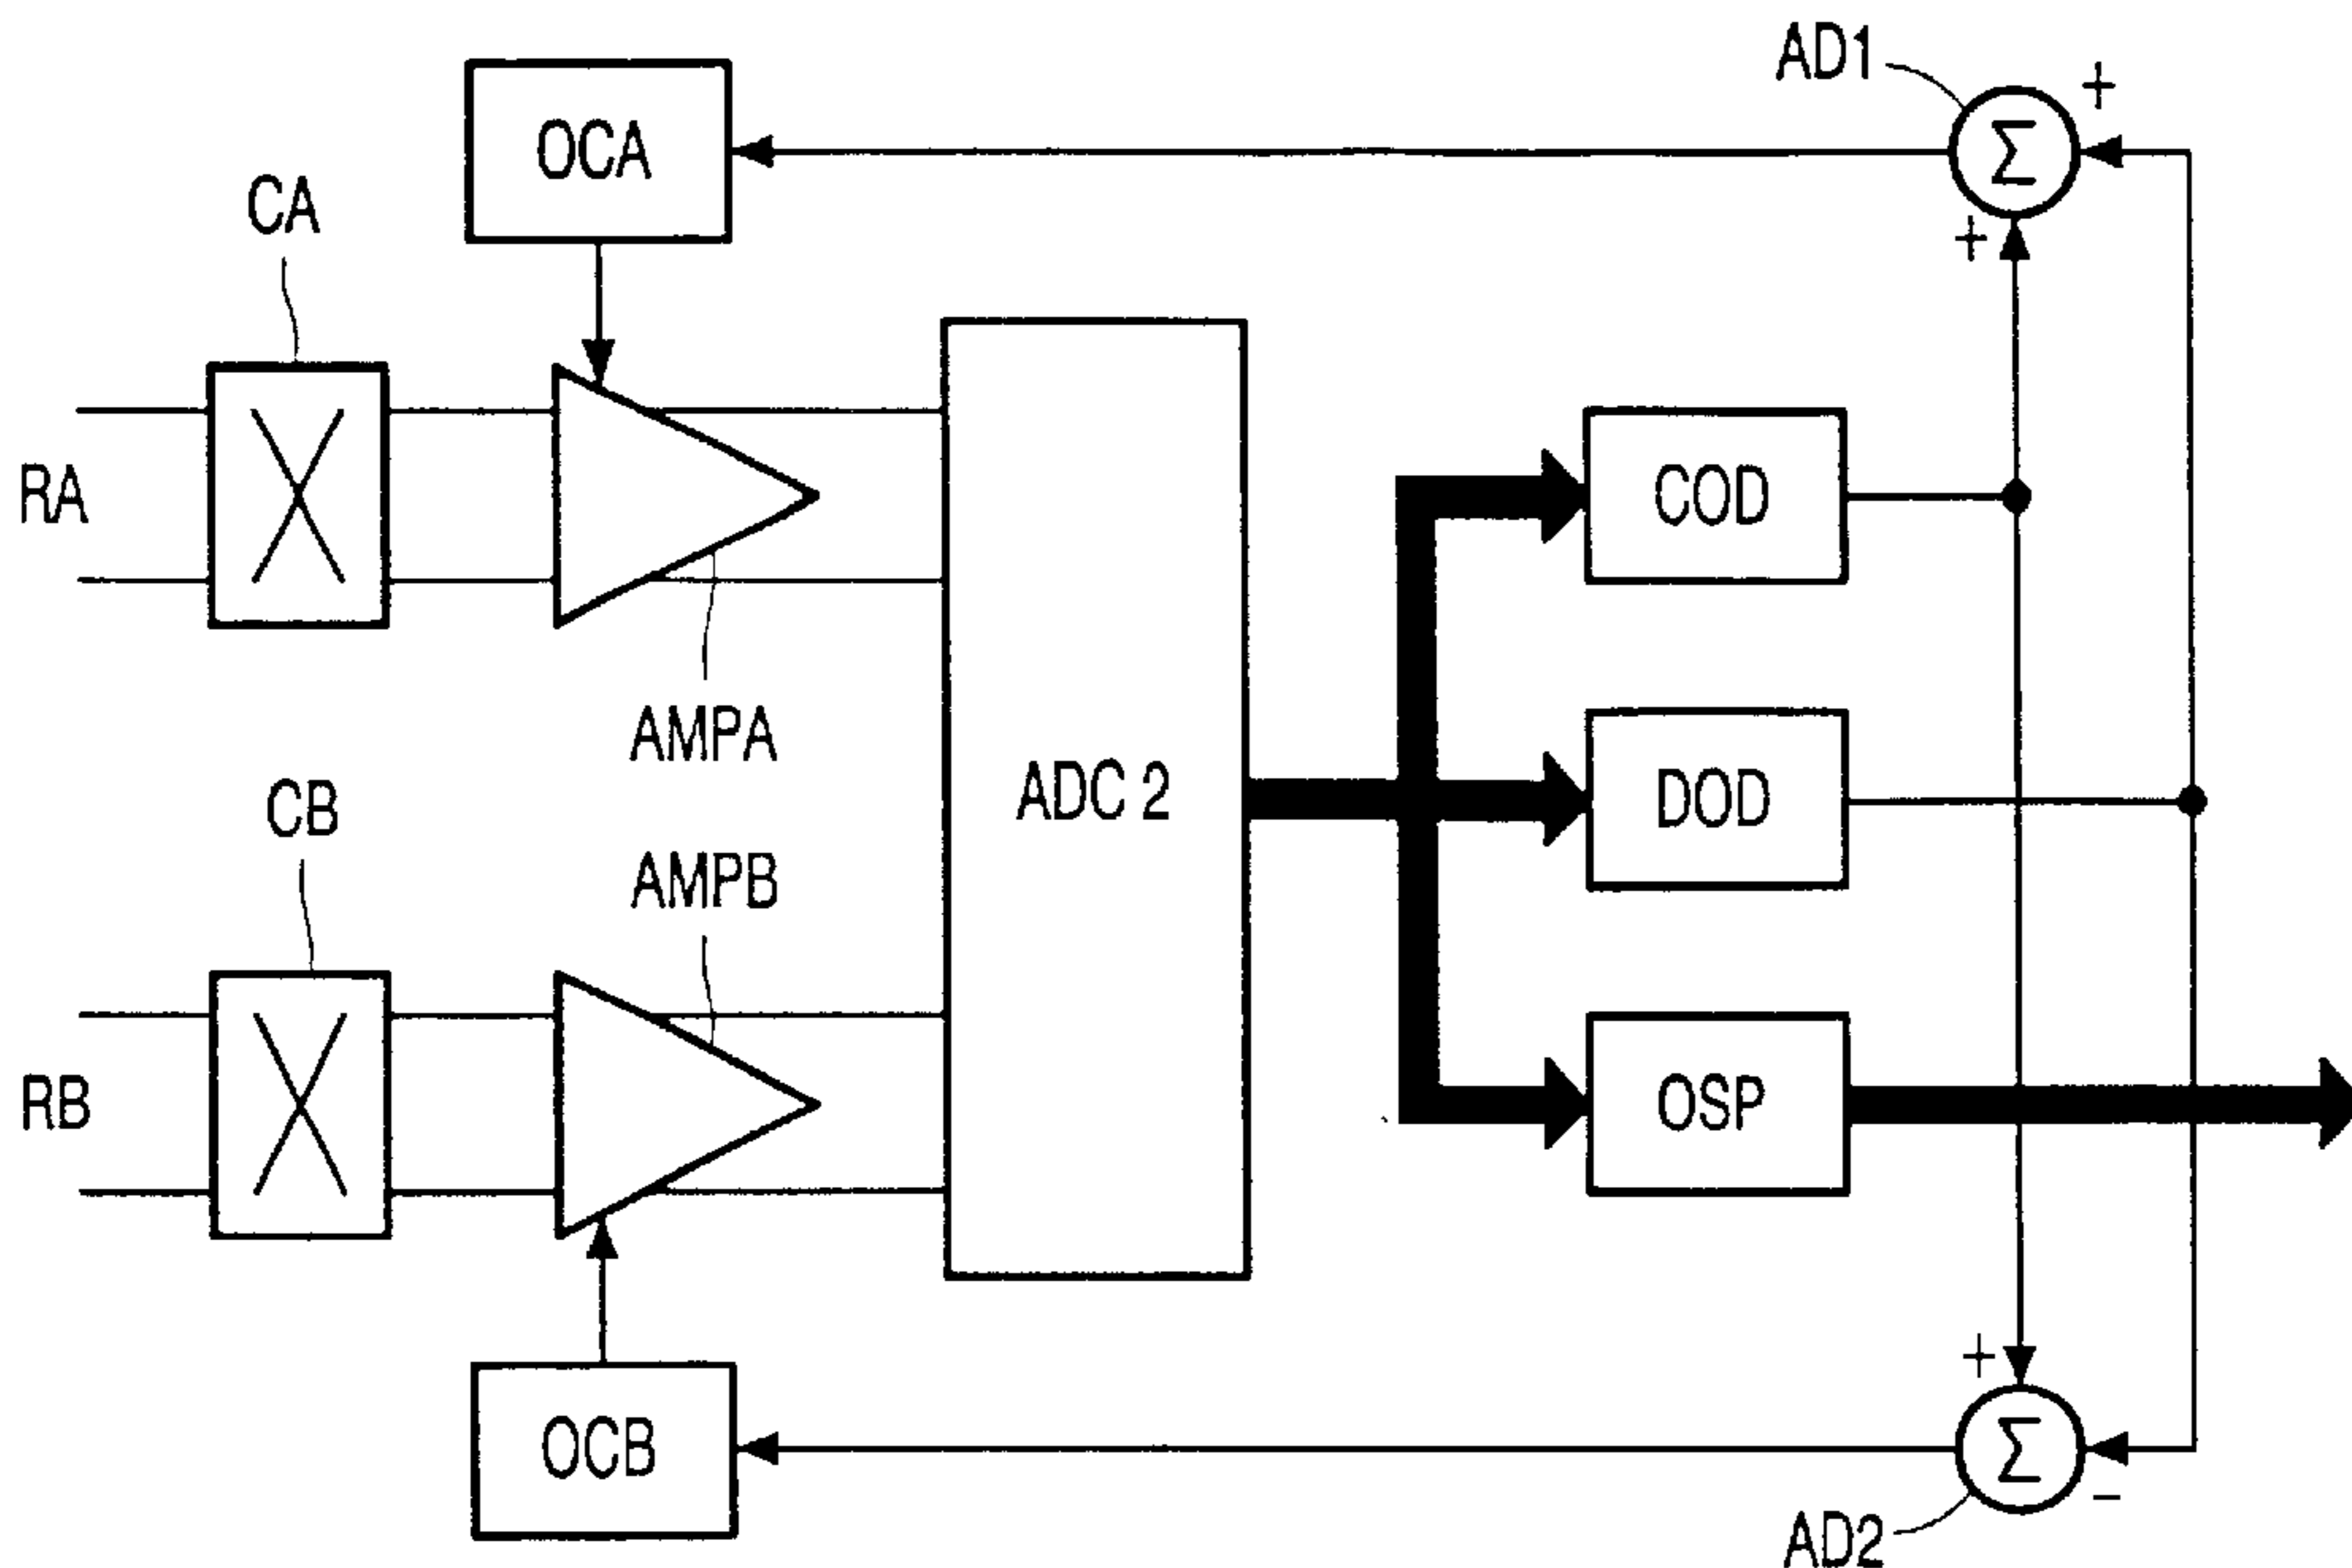 AD1
+
OCA
Σ
CA
+
RA
COD
AMPA
ADC 2
DOD
CB
AMPB
RB
OSP
+
OCB
Σ
−
AD2